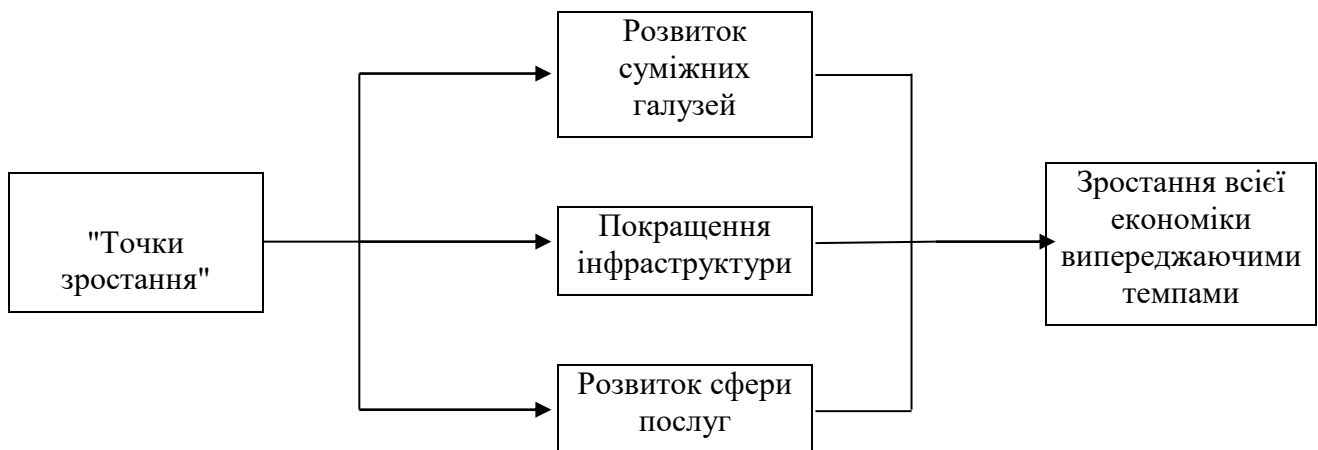 "Точки
зростання"
Розвиток
суміжних
галузей
Покращення
інфраструктури
Розвиток сфери
послуг
Зростання всієї
економіки
випереджаючими
темпами